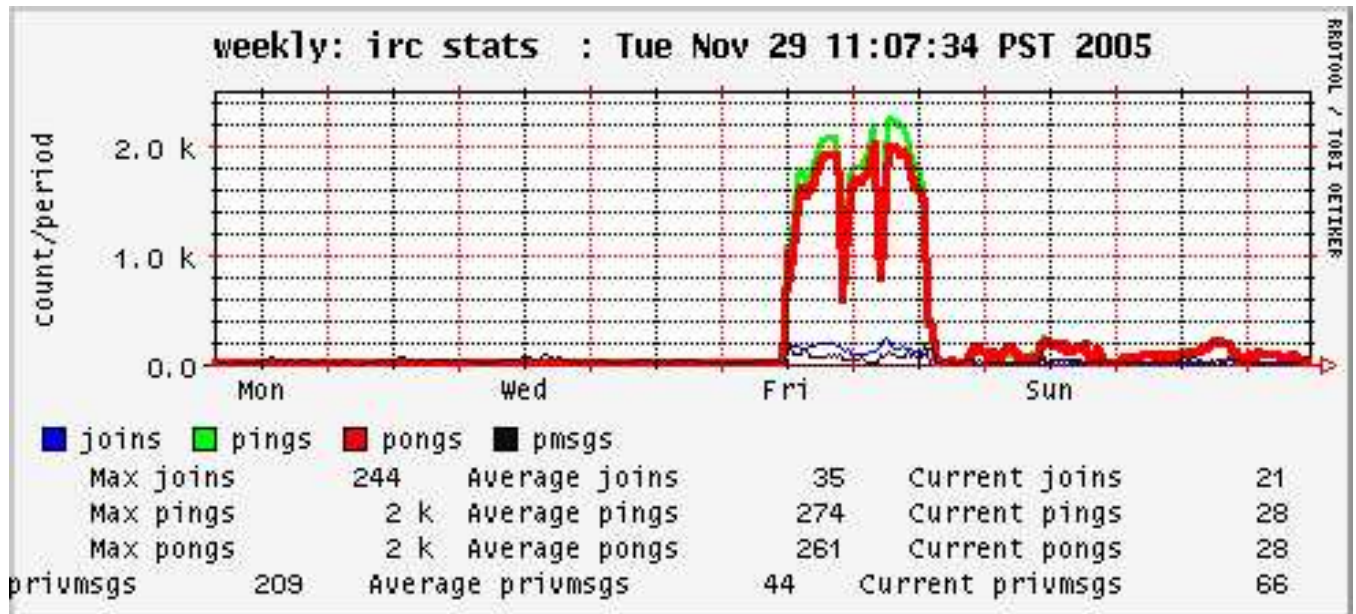 weekly: irc stats : Tue Nov 29 11:07:34 PST 2005
RRDTOOL / TOBI OETIKER
count/period
2.0 k
1.0 k
0.0
Mon Wed Fri Sun
joins pings pongs pmsgs
Max joins 244 Average joins 35 Current joins 21
Max pings 2 k Average pings 274 Current pings 28
Max pongs 2 k Average pongs 261 Current pongs 28
privmsgs 209 Average privmsgs 44 Current privmsgs 66